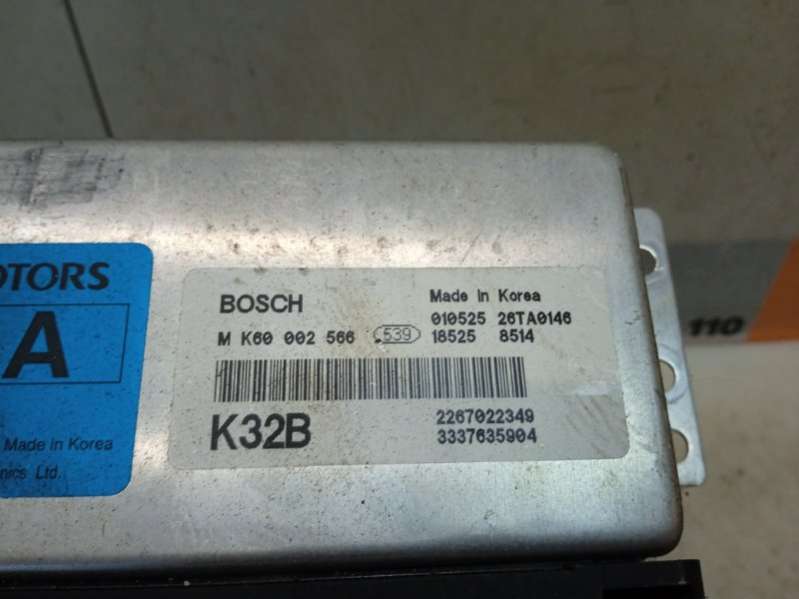 OTORS
A
Made in Korea
nics Ltd.
BOSCH
Made In Korea
010525 26TA0146
M K60 002 566 539 18525 8514
K32B
2267022349
3337635904
110